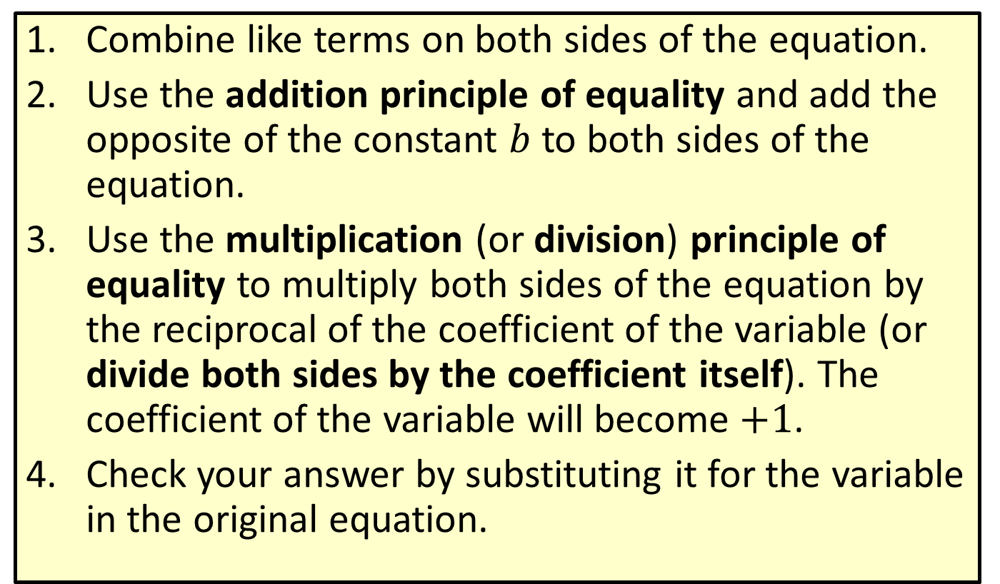 1. Combine like terms on both sides of the equation.
2. Use the addition principle of equality and add the
opposite of the constant b to both sides of the
equation.
3. Use the multiplication (or division) principle of
equality to multiply both sides of the equation by
the reciprocal of the coefficient of the variable (or
divide both sides by the coefficient itself). The
coefficient of the variable will become +1.
4. Check your answer by substituting it for the variable
in the original equation.